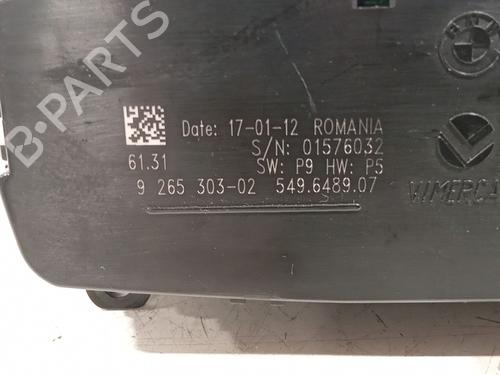 BMW
Date: 17-01-12 ROMANIA
S/N: 01576032
61.31 SW: P9 HW: P5
9 265 303-02 549.6489.07
VIMERCA
B-PARTS